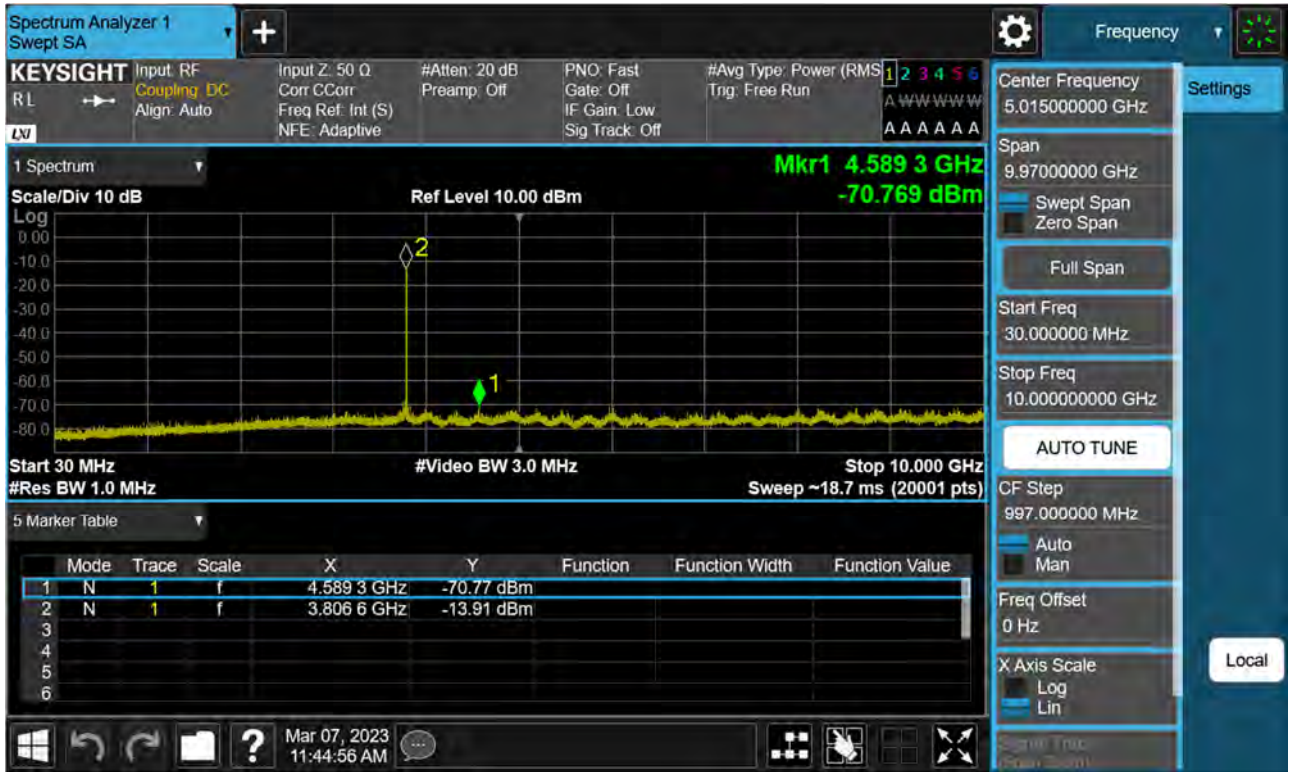 Spectrum Analyzer 1
Swept SA
+
Frequency
KEYSIGHT
RL
LXI
Input: RF
Coupling: DC
Align: Auto
Input Z: 50 Ω
Corr CCorr
Freq Ref: Int (S)
NFE: Adaptive
#Atten: 20 dB
Preamp: Off
PNO: Fast
Gate: Off
IF Gain: Low
Sig Track: Off
#Avg Type: Power (RMS
Trig: Free Run
1 2 3 4 5 6
A W W W W W
A A A A A A
1 Spectrum
Scale/Div 10 dB
Ref Level 10.00 dBm
Mkr1 4.589 3 GHz
-70.769 dBm
Log
0.00
-10.0
-20.0
-30.0
-40.0
-50.0
-60.0
-70.0
-80.0
2
1
Start 30 MHz
#Video BW 3.0 MHz
Stop 10.000 GHz
#Res BW 1.0 MHz
Sweep ~18.7 ms (20001 pts)
5 Marker Table
Mode Trace Scale X Y Function Function Width Function Value
1 N 1 f 4.589 3 GHz -70.77 dBm
2 N 1 f 3.806 6 GHz -13.91 dBm
3
4
5
6
Mar 07, 2023
11:44:56 AM
?
Center Frequency
5.015000000 GHz
Settings
Span
9.97000000 GHz
Swept Span
Zero Span
Full Span
Start Freq
30.000000 MHz
Stop Freq
10.000000000 GHz
AUTO TUNE
CF Step
997.000000 MHz
Auto
Man
Freq Offset
0 Hz
X Axis Scale
Log
Lin
Local